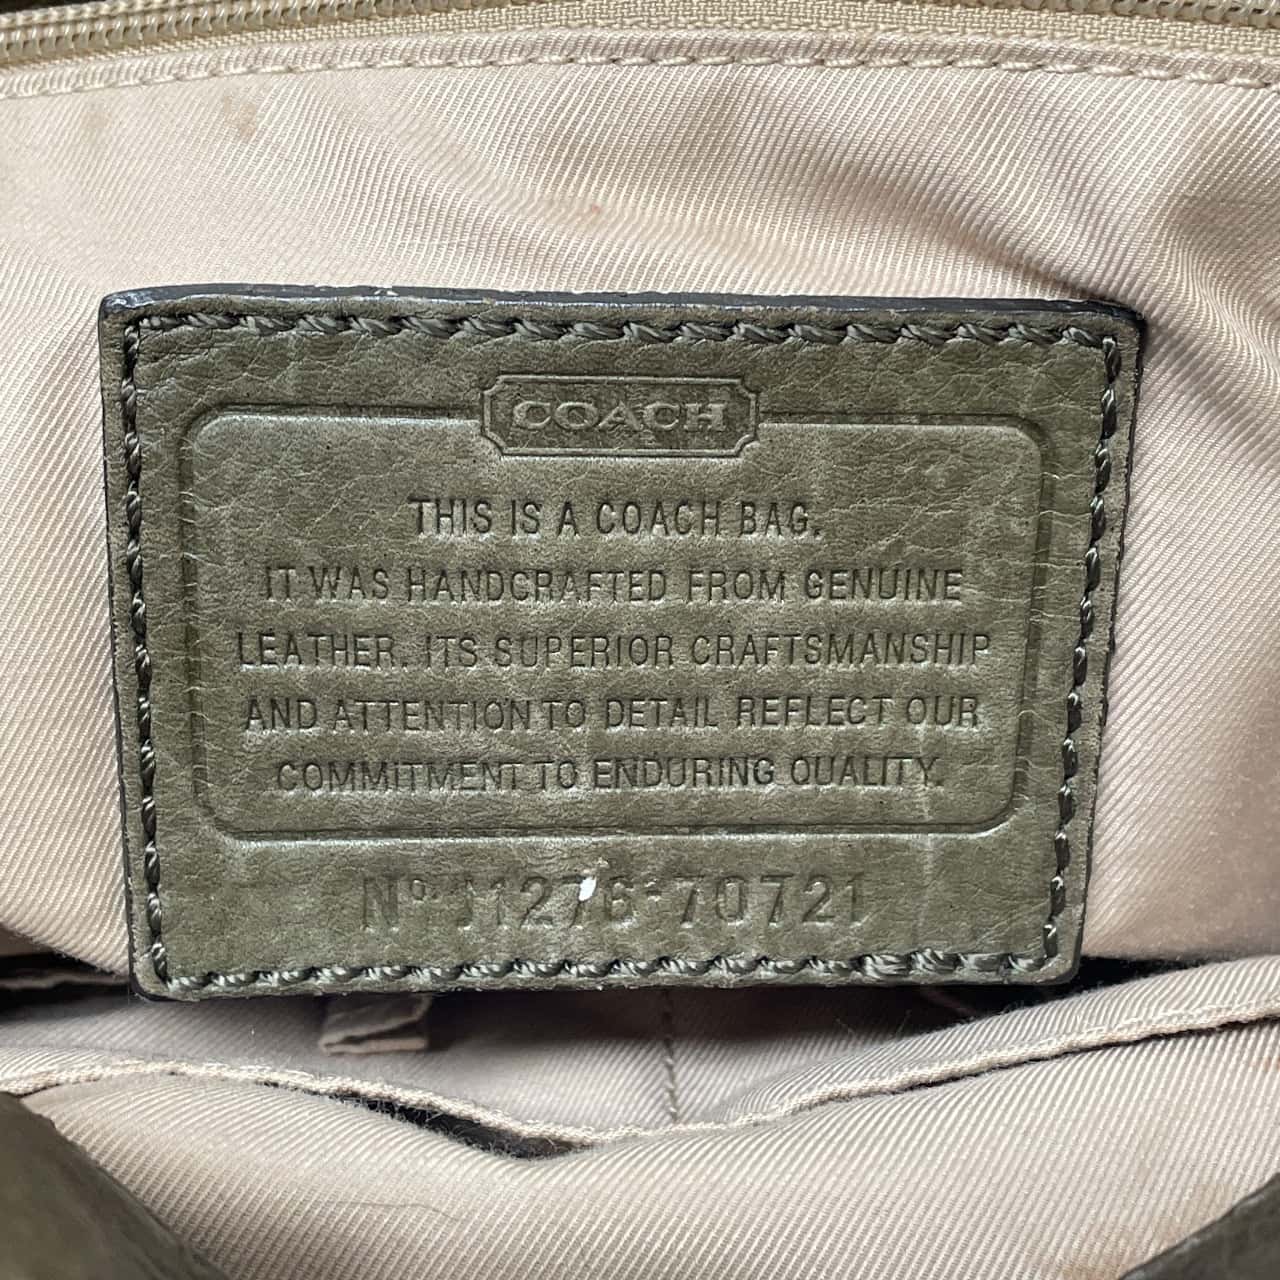 COACH
THIS IS A COACH BAG.
IT WAS HANDCRAFTED FROM GENUINE
LEATHER. ITS SUPERIOR CRAFTSMANSHIP
AND ATTENTION TO DETAIL REFLECT OUR
COMMITMENT TO ENDURING QUALITY.
Nº J1276-70721